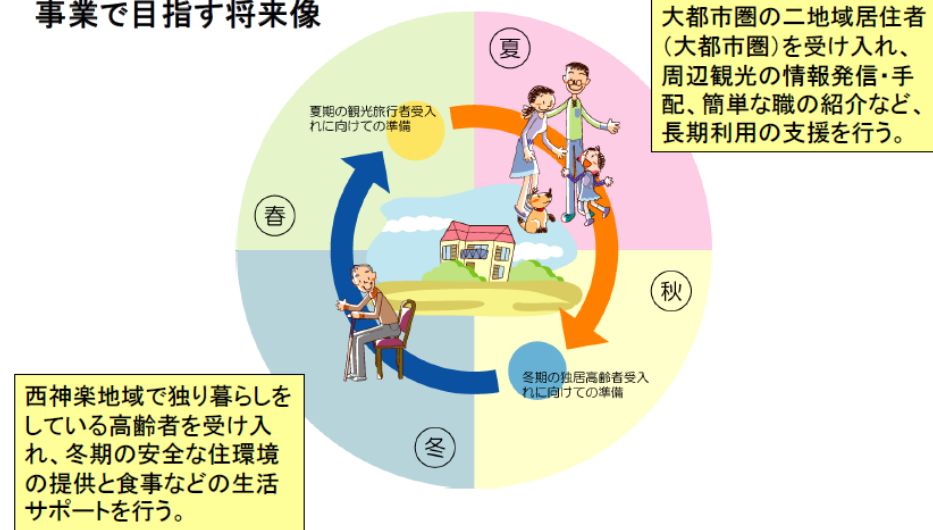 事業で目指す将来像
大都市圏の二地域居住者
（大都市圏）を受け入れ、
周辺観光の情報発信・手
配、簡単な職の紹介など、
長期利用の支援を行う。
夏
夏期の観光旅行者受入
れに向けての準備
春
秋
冬期の独居高齢者受入
れに向けての準備
冬
西神楽地域で独り暮らしを
している高齢者を受け入
れ、冬期の安全な住環境
の提供と食事などの生活
サポートを行う。